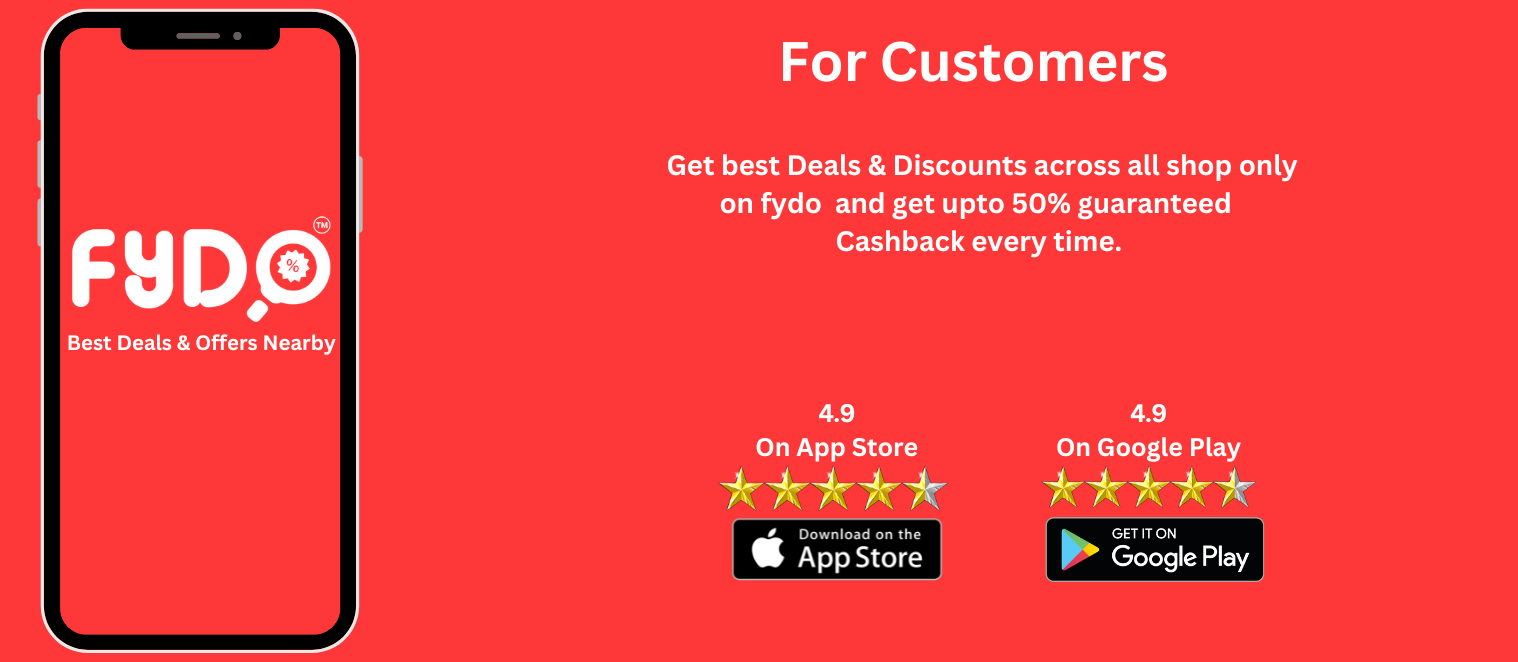 FYDO
TM
%
Best Deals & Offers Nearby
For Customers
Get best Deals & Discounts across all shop only
on fydo  and get upto 50% guaranteed
Cashback every time.
4.9
On App Store
Download on the
App Store
4.9
On Google Play
GET IT ON
Google Play